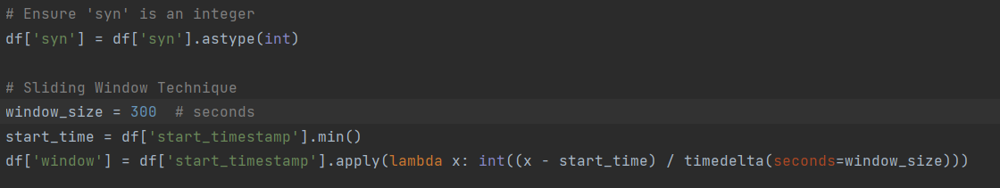 # Ensure 'syn' is an integer
df['syn'] = df['syn'].astype(int)
# Sliding Window Technique
window_size = 300  # seconds
start_time = df['start_timestamp'].min()
df['window'] = df['start_timestamp'].apply(lambda x: int((x - start_time) / timedelta(seconds=window_size)))